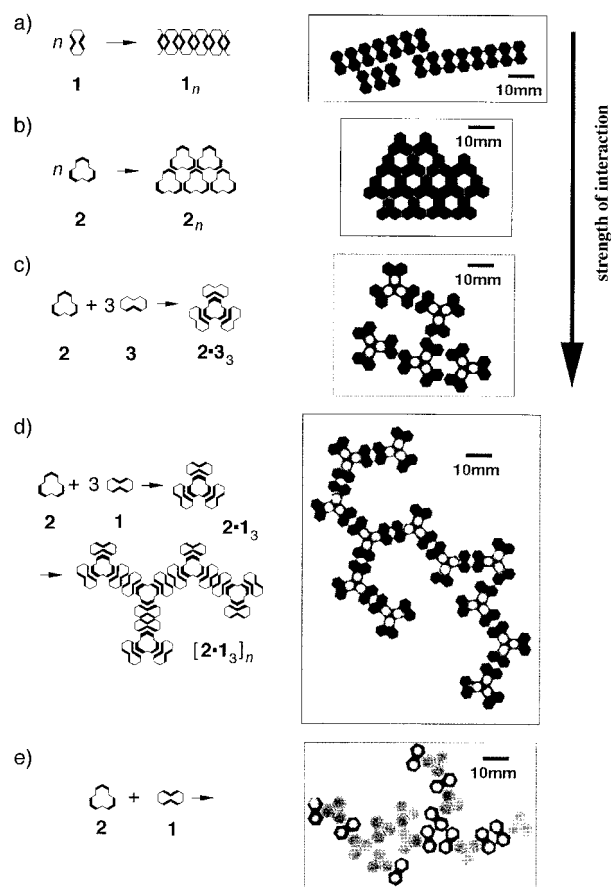 a)
n
1
1n
10mm
b)
n
2
2n
10mm
c)
+ 3
2
3
2•33
10mm
d)
+ 3
2
1
2•13
[2•13]n
10mm
e)
+
2
1
10mm
strength of interaction